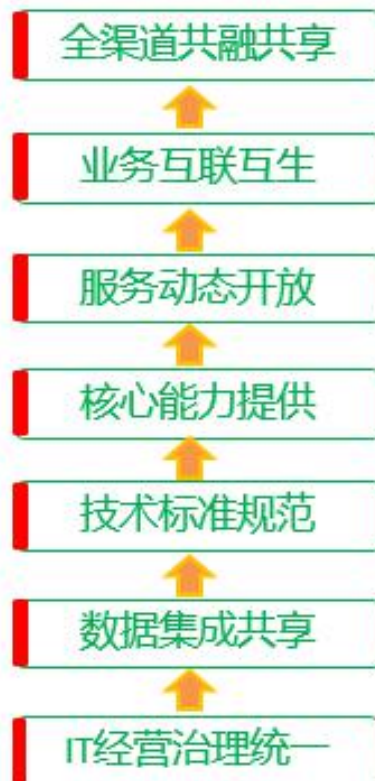 全渠道共融共享
业务互联互生
服务动态开放
核心能力提供
技术标准规范
数据集成共享
IT经营治理统一